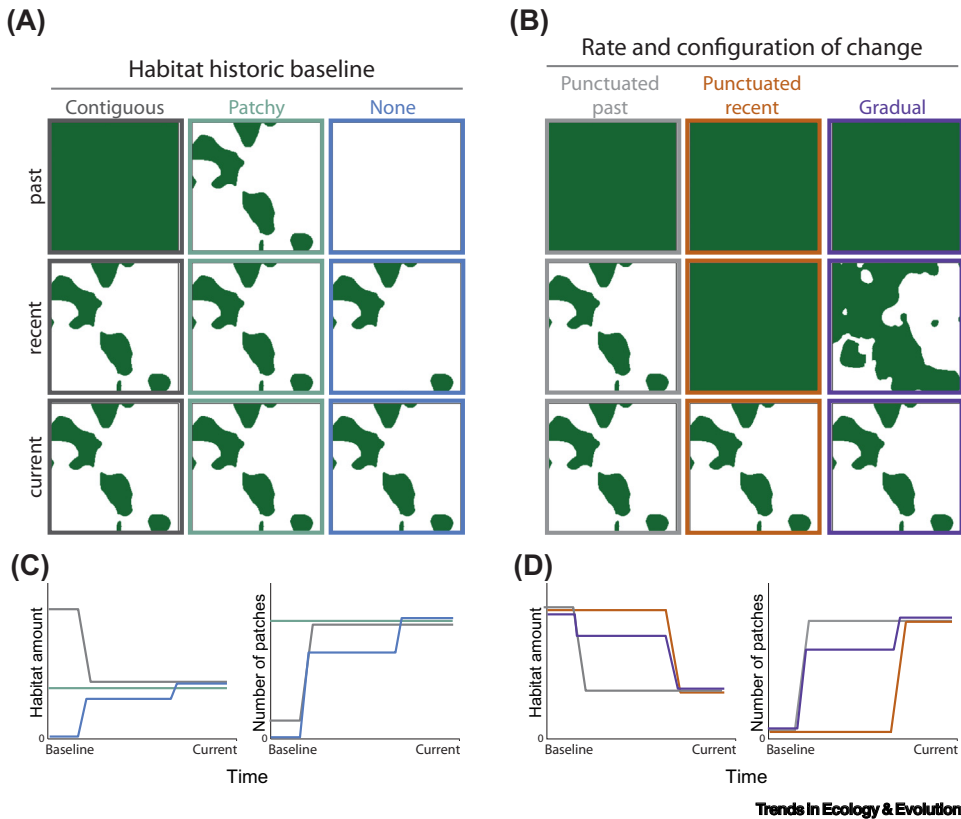 (A)
Habitat historic baseline
Contiguous Patchy None
past
recent
current
(B)
Rate and configuration of change
Punctuated past Punctuated recent Gradual
(C)
Habitat amount
0
Baseline Current
Number of patches
0
Baseline Current
Time
(D)
Habitat amount
0
Baseline Current
Number of patches
0
Baseline Current
Time
Trends in Ecology & Evolution